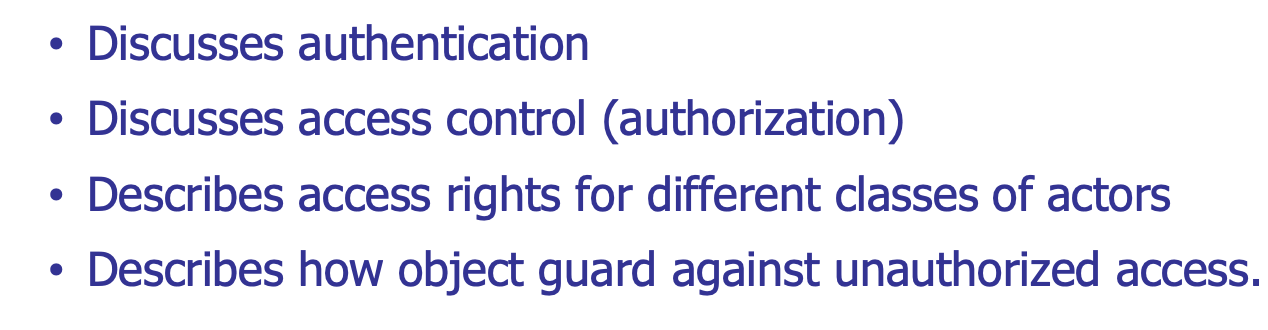 • Discusses authentication
• Discusses access control (authorization)
• Describes access rights for different classes of actors
• Describes how object guard against unauthorized access.